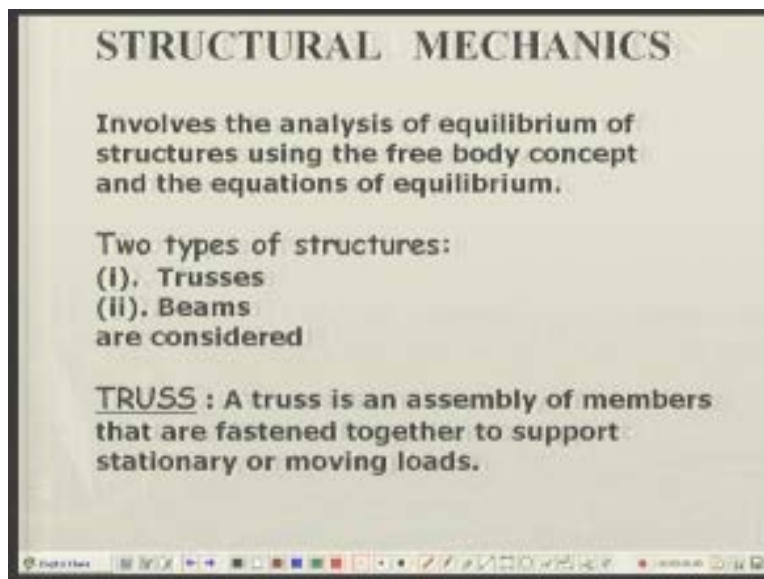 STRUCTURAL MECHANICS
Involves the analysis of equilibrium of
structures using the free body concept
and the equations of equilibrium.
Two types of structures:
(i). Trusses
(ii). Beams
are considered
TRUSS : A truss is an assembly of members
that are fastened together to support
stationary or moving loads.